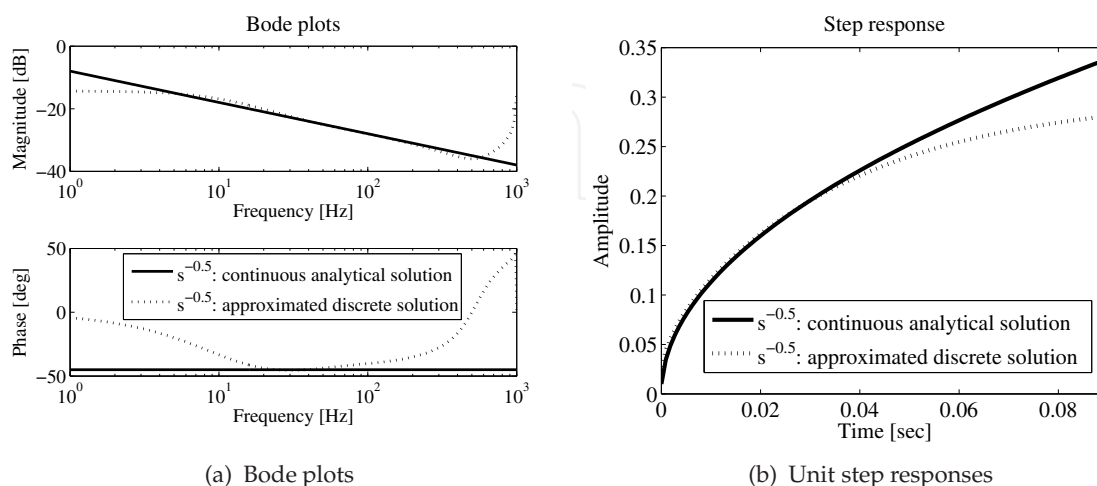 Bode plots
0
−20
−40
Magnitude [dB]
10^0 10^1 10^2 10^3
Frequency [Hz]
50
0
−50
Phase [deg]
s^−0.5: continuous analytical solution
s^−0.5: approximated discrete solution
10^0 10^1 10^2 10^3
Frequency [Hz]
(a) Bode plots
Step response
0.35
0.3
0.25
0.2
0.15
0.1
0.05
0
Amplitude
s^−0.5: continuous analytical solution
s^−0.5: approximated discrete solution
0 0.02 0.04 0.06 0.08
Time [sec]
(b) Unit step responses